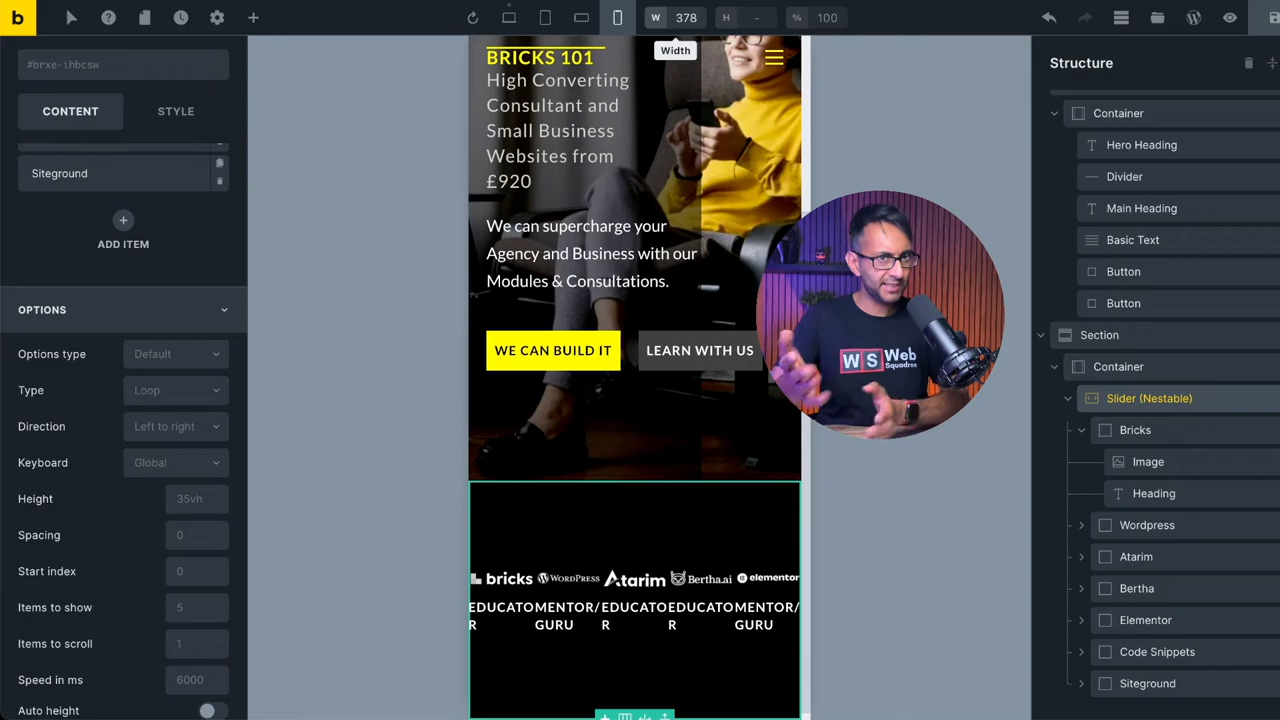 b
W 378
H -
% 100
Width
#brxe-ihbcsw
CONTENT
STYLE
Siteground
ADD ITEM
OPTIONS
Options type
Default
Type
Loop
Direction
Left to right
Keyboard
Global
Height
35vh
Spacing
0
Start index
0
Items to show
5
Items to scroll
1
Speed in ms
6000
Auto height
BRICKS 101
High Converting
Consultant and
Small Business
Websites from
£920
We can supercharge your
Agency and Business with our
Modules & Consultations.
WE CAN BUILD IT
LEARN WITH US
bricks
WORDPRESS
Atarim
Bertha.ai
elementor
EDUCATO
R
MENTOR/
GURU
EDUCATO
R
EDUCATO
R
MENTOR/
GURU
WS Web
Squadron
Structure
Container
Hero Heading
Divider
Main Heading
Basic Text
Button
Button
Section
Container
Slider (Nestable)
Bricks
Image
Heading
Wordpress
Atarim
Bertha
Elementor
Code Snippets
Siteground